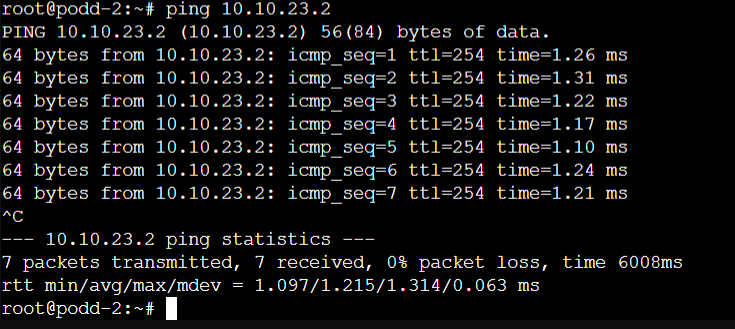 root@podd-2:~# ping 10.10.23.2
PING 10.10.23.2 (10.10.23.2) 56(84) bytes of data.
64 bytes from 10.10.23.2: icmp_seq=1 ttl=254 time=1.26 ms
64 bytes from 10.10.23.2: icmp_seq=2 ttl=254 time=1.31 ms
64 bytes from 10.10.23.2: icmp_seq=3 ttl=254 time=1.22 ms
64 bytes from 10.10.23.2: icmp_seq=4 ttl=254 time=1.17 ms
64 bytes from 10.10.23.2: icmp_seq=5 ttl=254 time=1.10 ms
64 bytes from 10.10.23.2: icmp_seq=6 ttl=254 time=1.24 ms
64 bytes from 10.10.23.2: icmp_seq=7 ttl=254 time=1.21 ms
^C
--- 10.10.23.2 ping statistics ---
7 packets transmitted, 7 received, 0% packet loss, time 6008ms
rtt min/avg/max/mdev = 1.097/1.215/1.314/0.063 ms
root@podd-2:~#